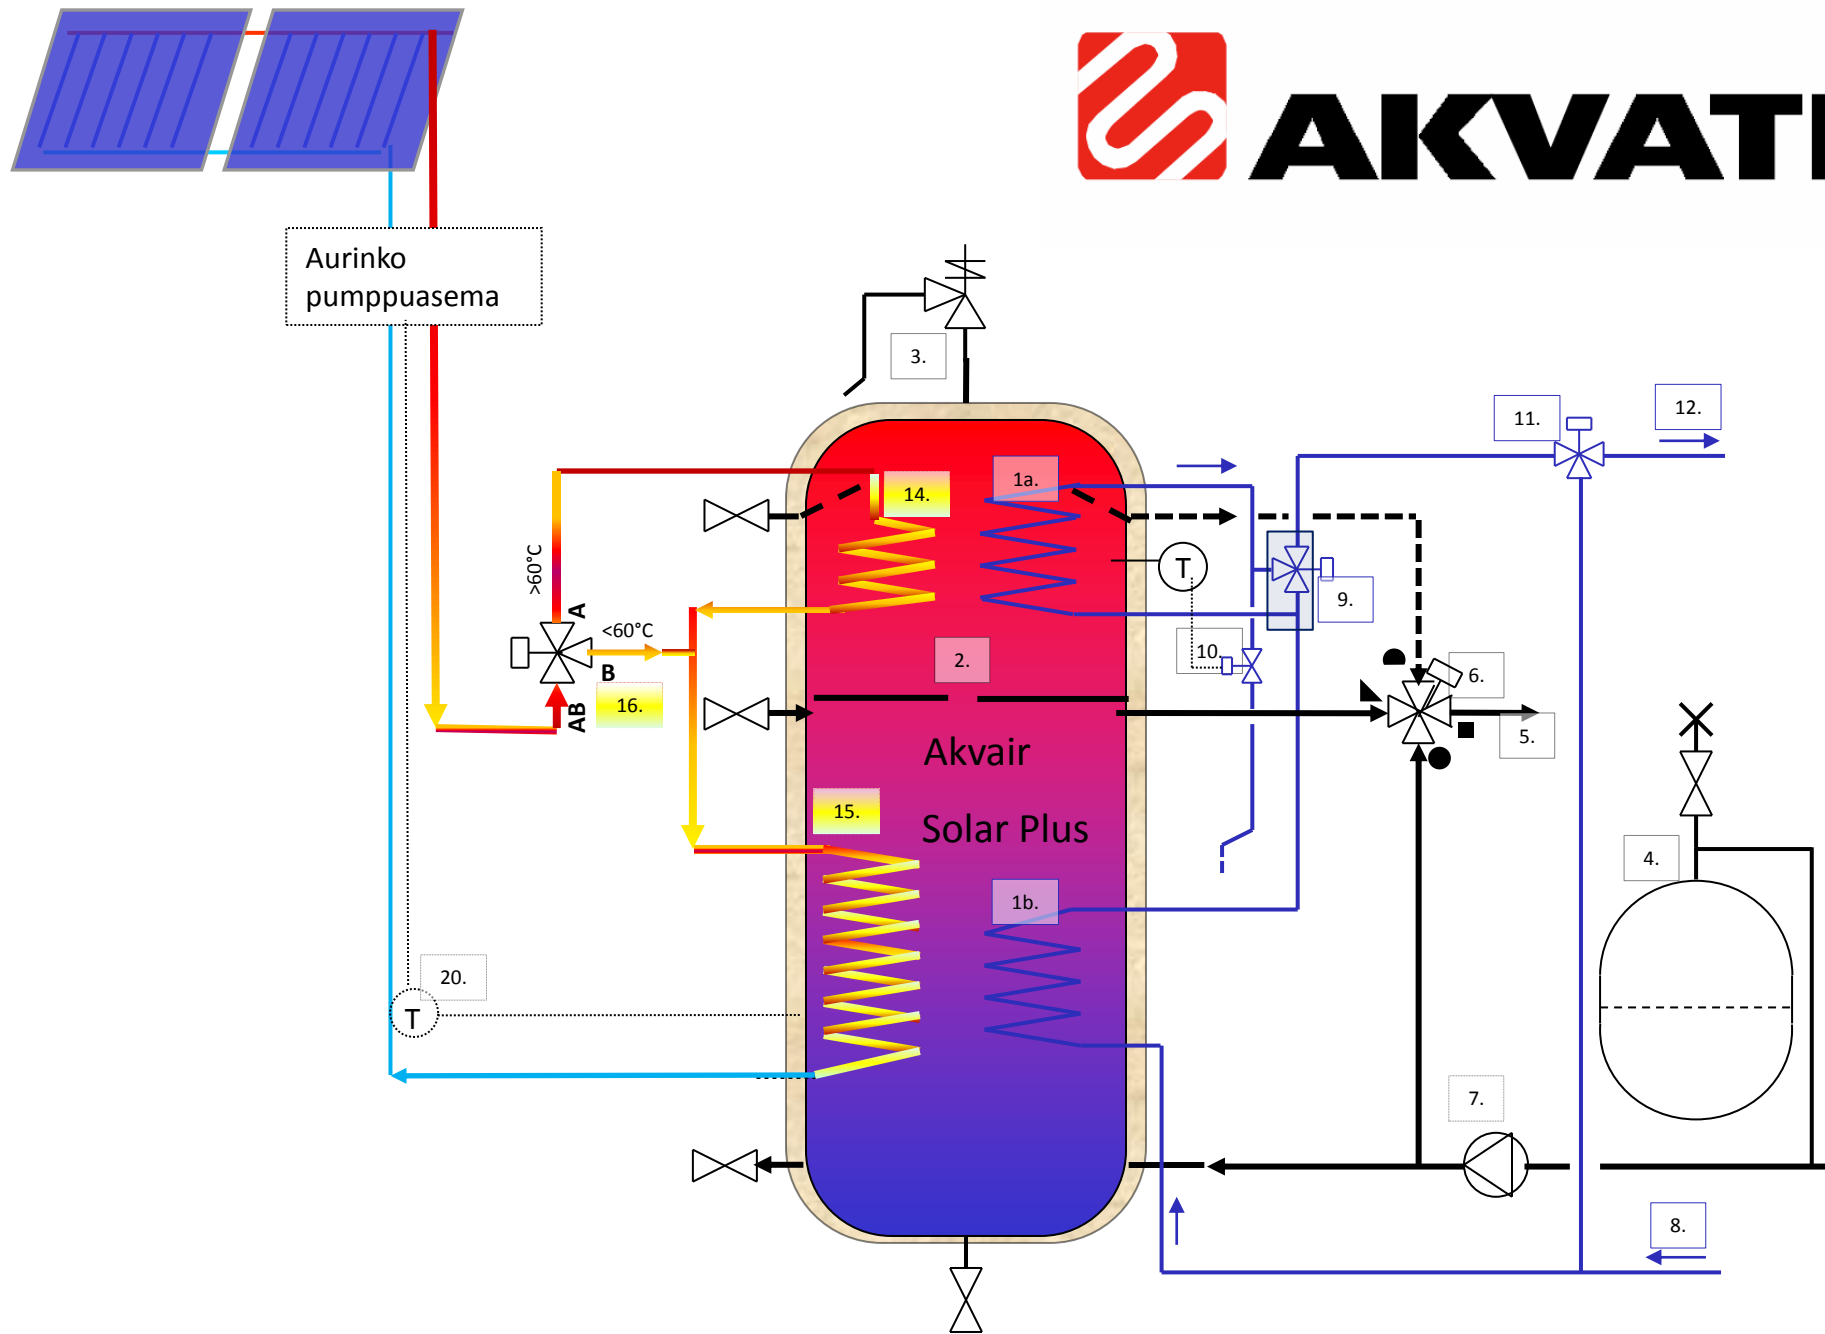 AKVATE
Aurinko
pumppuasema
3.
11.
12.
14.
1a.
>60°C
T
9.
A
<60°C
10.
2.
B
6.
16.
AB
5.
Akvair
15.
Solar Plus
4.
1b.
20.
T
7.
8.